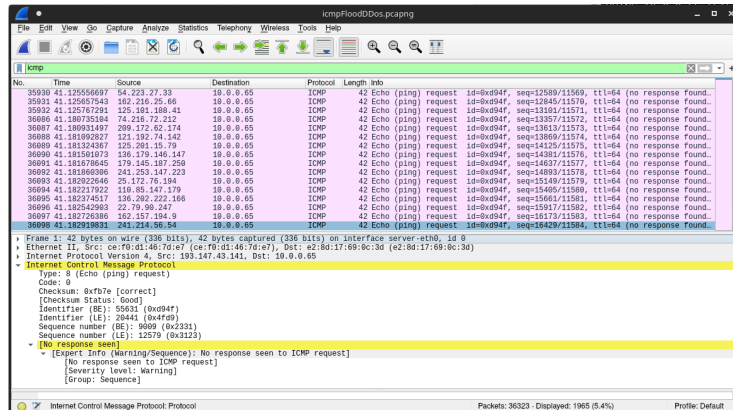 icmpFloodDDos.pcapng
File Edit View Go Capture Analyze Statistics Telephony Wireless Tools Help
icmp
No. Time Source Destination Protocol Length Info
35930 41.125556697 54.223.27.33 10.0.0.65 ICMP 42 Echo (ping) request id=0xd94f, seq=12589/11569, ttl=64 (no response found…
35931 41.125657543 162.216.25.66 10.0.0.65 ICMP 42 Echo (ping) request id=0xd94f, seq=12845/11570, ttl=64 (no response found…
35932 41.125767291 125.101.188.41 10.0.0.65 ICMP 42 Echo (ping) request id=0xd94f, seq=13101/11571, ttl=64 (no response found…
36086 41.180735104 74.216.72.212 10.0.0.65 ICMP 42 Echo (ping) request id=0xd94f, seq=13357/11572, ttl=64 (no response found…
36087 41.180931497 209.172.62.174 10.0.0.65 ICMP 42 Echo (ping) request id=0xd94f, seq=13613/11573, ttl=64 (no response found…
36088 41.181092827 121.192.74.142 10.0.0.65 ICMP 42 Echo (ping) request id=0xd94f, seq=13869/11574, ttl=64 (no response found…
36089 41.181324367 125.201.15.79 10.0.0.65 ICMP 42 Echo (ping) request id=0xd94f, seq=14125/11575, ttl=64 (no response found…
36090 41.181501073 136.179.146.147 10.0.0.65 ICMP 42 Echo (ping) request id=0xd94f, seq=14381/11576, ttl=64 (no response found…
36091 41.181678645 179.145.187.250 10.0.0.65 ICMP 42 Echo (ping) request id=0xd94f, seq=14637/11577, ttl=64 (no response found…
36092 41.181860306 241.253.147.223 10.0.0.65 ICMP 42 Echo (ping) request id=0xd94f, seq=14893/11578, ttl=64 (no response found…
36093 41.182022646 25.172.76.194 10.0.0.65 ICMP 42 Echo (ping) request id=0xd94f, seq=15149/11579, ttl=64 (no response found…
36094 41.182217922 110.85.147.179 10.0.0.65 ICMP 42 Echo (ping) request id=0xd94f, seq=15405/11580, ttl=64 (no response found…
36095 41.182374517 136.202.222.166 10.0.0.65 ICMP 42 Echo (ping) request id=0xd94f, seq=15661/11581, ttl=64 (no response found…
36096 41.182542903 22.79.90.247 10.0.0.65 ICMP 42 Echo (ping) request id=0xd94f, seq=15917/11582, ttl=64 (no response found…
36097 41.182726386 162.157.194.9 10.0.0.65 ICMP 42 Echo (ping) request id=0xd94f, seq=16173/11583, ttl=64 (no response found…
36098 41.182919831 241.214.56.54 10.0.0.65 ICMP 42 Echo (ping) request id=0xd94f, seq=16429/11584, ttl=64 (no response found…
Frame 1: 42 bytes on wire (336 bits), 42 bytes captured (336 bits) on interface server-eth0, id 0
Ethernet II, Src: ce:f0:d1:46:7d:e7 (ce:f0:d1:46:7d:e7), Dst: e2:8d:17:69:0c:3d (e2:8d:17:69:0c:3d)
Internet Protocol Version 4, Src: 193.147.43.141, Dst: 10.0.0.65
Internet Control Message Protocol
Type: 8 (Echo (ping) request)
Code: 0
Checksum: 0xfb7e [correct]
[Checksum Status: Good]
Identifier (BE): 55631 (0xd94f)
Identifier (LE): 20441 (0x4fd9)
Sequence number (BE): 9009 (0x2331)
Sequence number (LE): 12579 (0x3123)
[No response seen]
[Expert Info (Warning/Sequence): No response seen to ICMP request]
[No response seen to ICMP request]
[Severity level: Warning]
[Group: Sequence]
Internet Control Message Protocol: Protocol Packets: 36323 · Displayed: 1965 (5.4%) Profile: Default